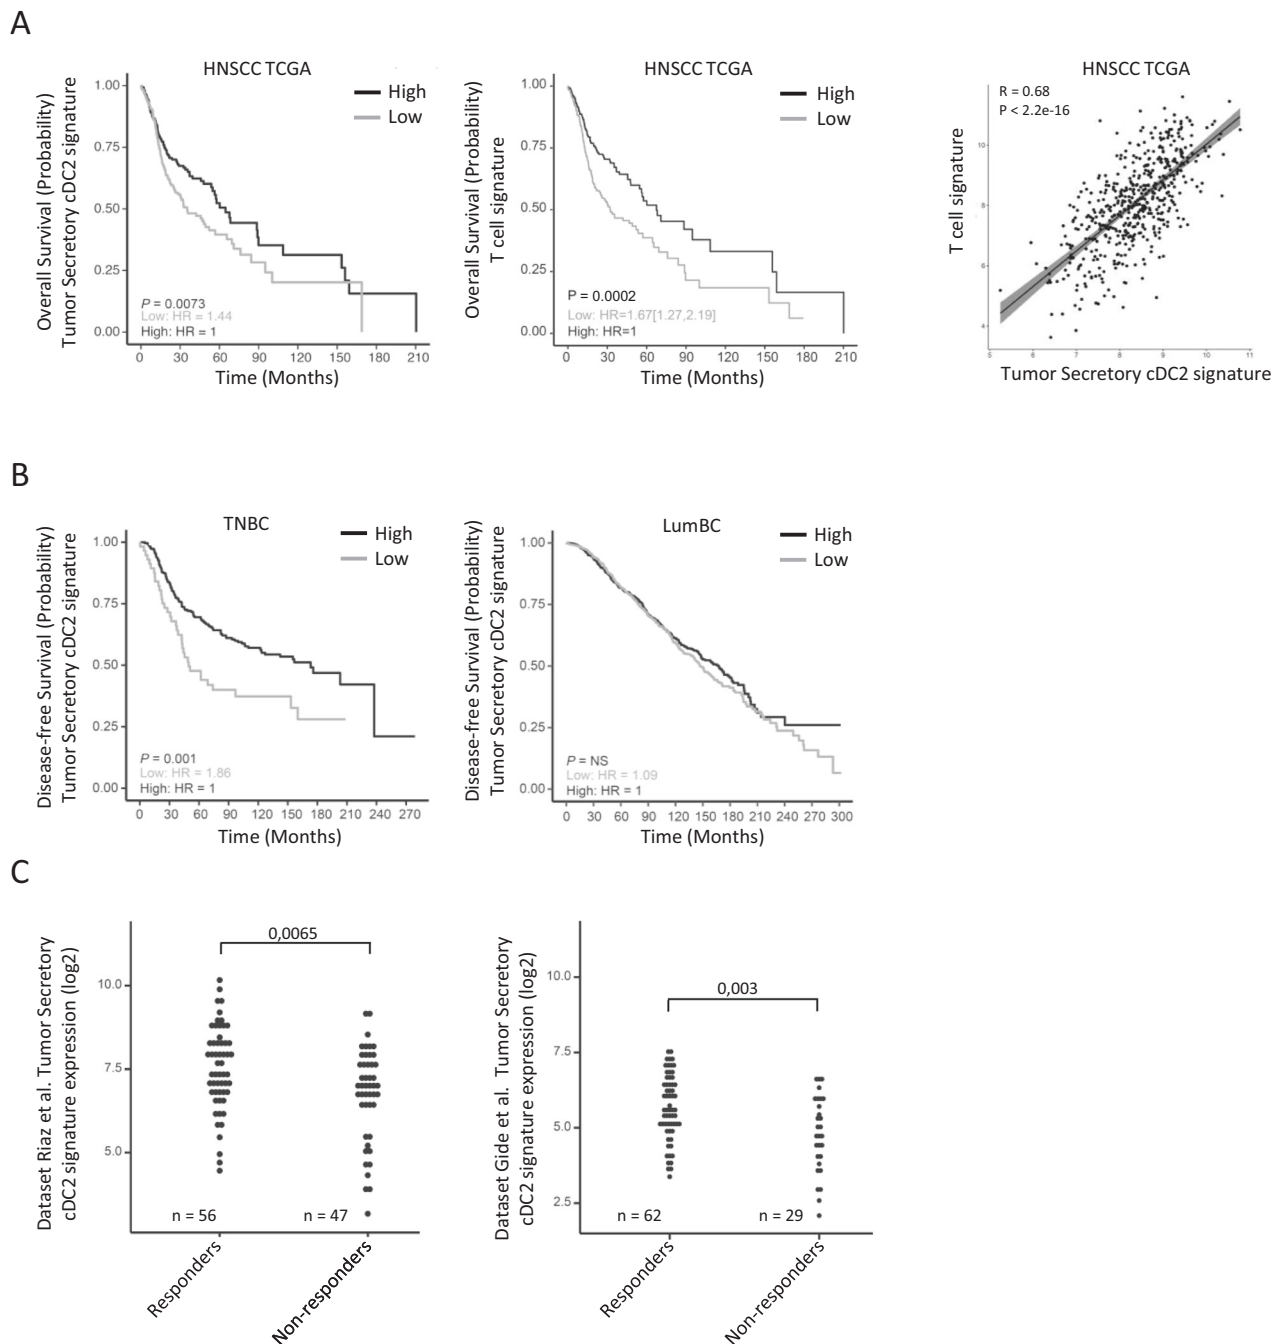 A
HNSCC TCGA
High
Low
Overall Survival (Probability)
Tumor Secretory cDC2 signature
1.00
0.75
0.50
0.25
0.00
P = 0.0073
Low: HR = 1.44
High: HR = 1
0 30 60 90 120 150 180 210
Time (Months)
HNSCC TCGA
High
Low
Overall Survival (Probability)
T cell signature
1.00
0.75
0.50
0.25
0.00
P = 0.0002
Low: HR=1.67[1.27,2.19]
High: HR=1
0 30 60 90 120 150 180 210
Time (Months)
HNSCC TCGA
R = 0.68
P < 2.2e-16
T cell signature
10
8
6
4
5 6 7 8 9 10 11
Tumor Secretory cDC2 signature
B
TNBC
High
Low
Disease-free Survival (Probability)
Tumor Secretory cDC2 signature
1.00
0.75
0.50
0.25
0.00
P = 0.001
Low: HR = 1.86
High: HR = 1
0 30 60 90 120 150 180 210 240 270
Time (Months)
LumBC
High
Low
Disease-free Survival (Probability)
Tumor Secretory cDC2 signature
1.00
0.75
0.50
0.25
0.00
P = NS
Low: HR = 1.09
High: HR = 1
0 30 60 90 120 150 180 210 240 270 300
Time (Months)
C
Dataset Riaz et al. Tumor Secretory
cDC2 signature expression (log2)
0,0065
10.0
7.5
5.0
n = 56
n = 47
Responders
Non-responders
Dataset Gide et al. Tumor Secretory
cDC2 signature expression (log2)
0,003
10.0
7.5
5.0
2.5
n = 62
n = 29
Responders
Non-responders